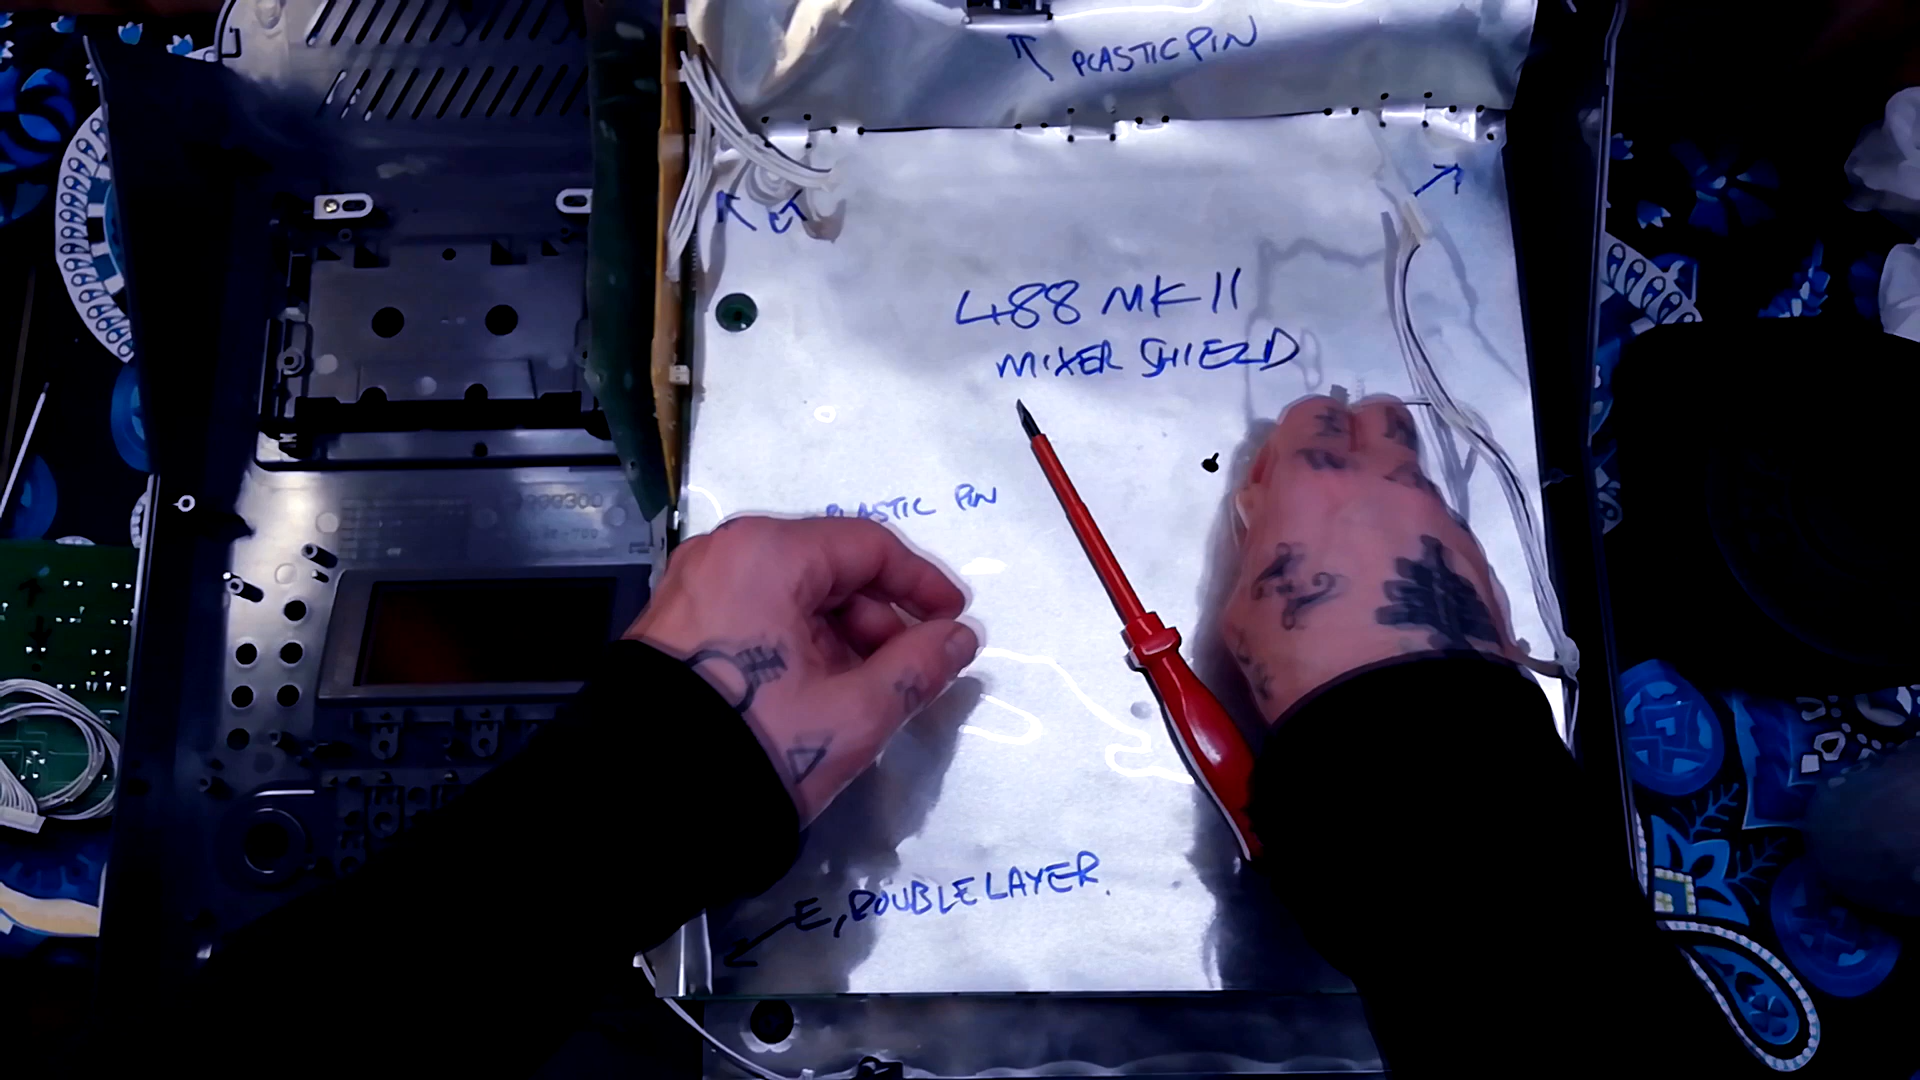 PLASTIC PIN
488 MK II
MIXER SHIELD
PLASTIC PIN
E, DOUBLE LAYER.